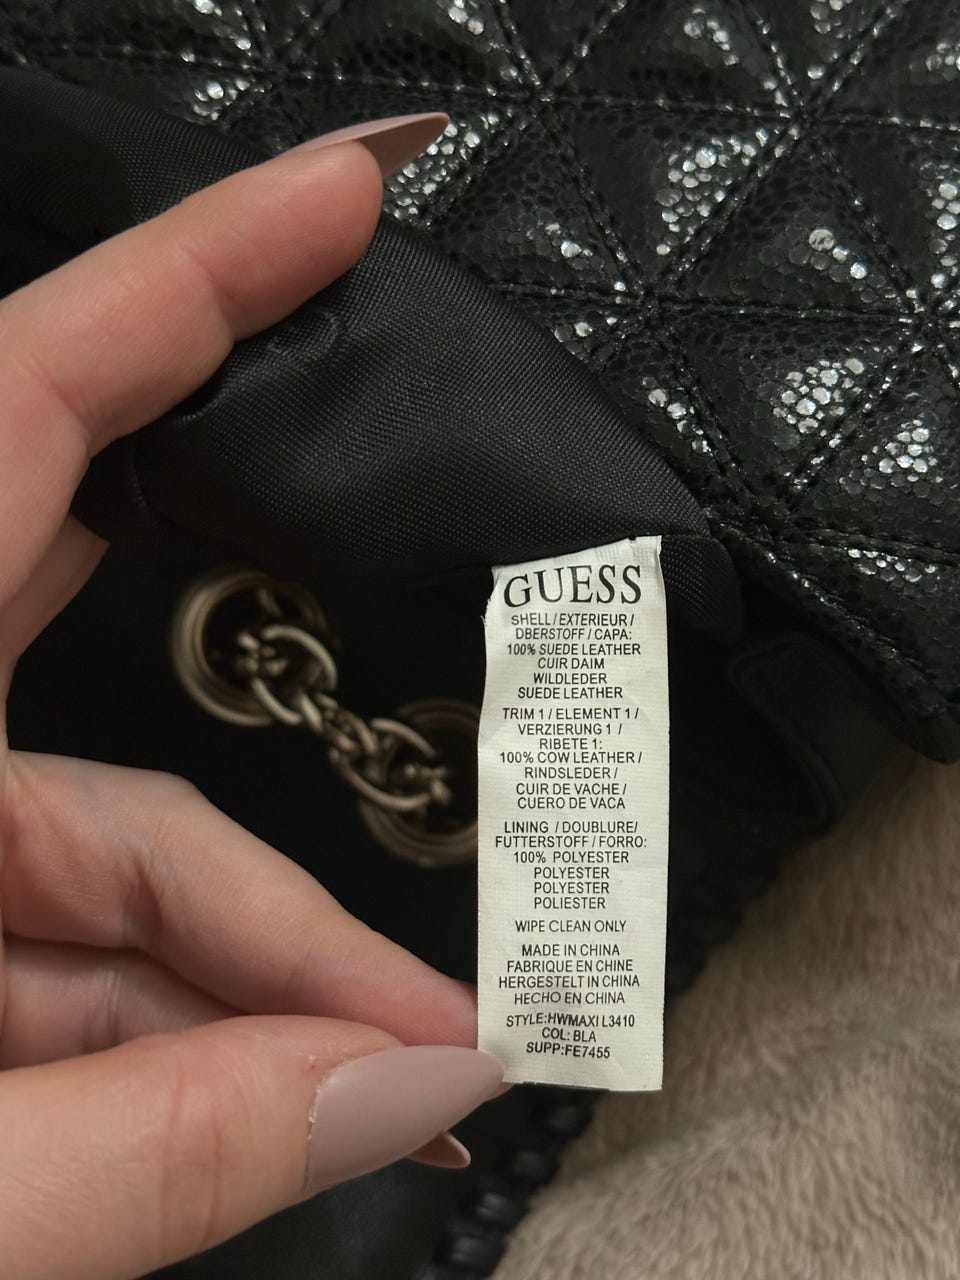 GUESS
SHELL/EXTERIEUR/
DBERSTOFF/CAPA:
100% SUEDE LEATHER
CUIR DAIM
WILDLEDER
SUEDE LEATHER
TRIM 1/ELEMENT 1/
VERZIERUNG 1/
RIBETE 1:
100% COW LEATHER/
RINDSLEDER/
CUIR DE VACHE/
CUERO DE VACA
LINING /DOUBLURE/
FUTTERSTOFF/FORRO:
100% POLYESTER
POLYESTER
POLYESTER
POLIESTER
WIPE CLEAN ONLY
MADE IN CHINA
FABRIQUE EN CHINE
HERGESTELT IN CHINA
HECHO EN CHINA
STYLE:HWMAXI L3410
COL: BLA
SUPP:FE7455